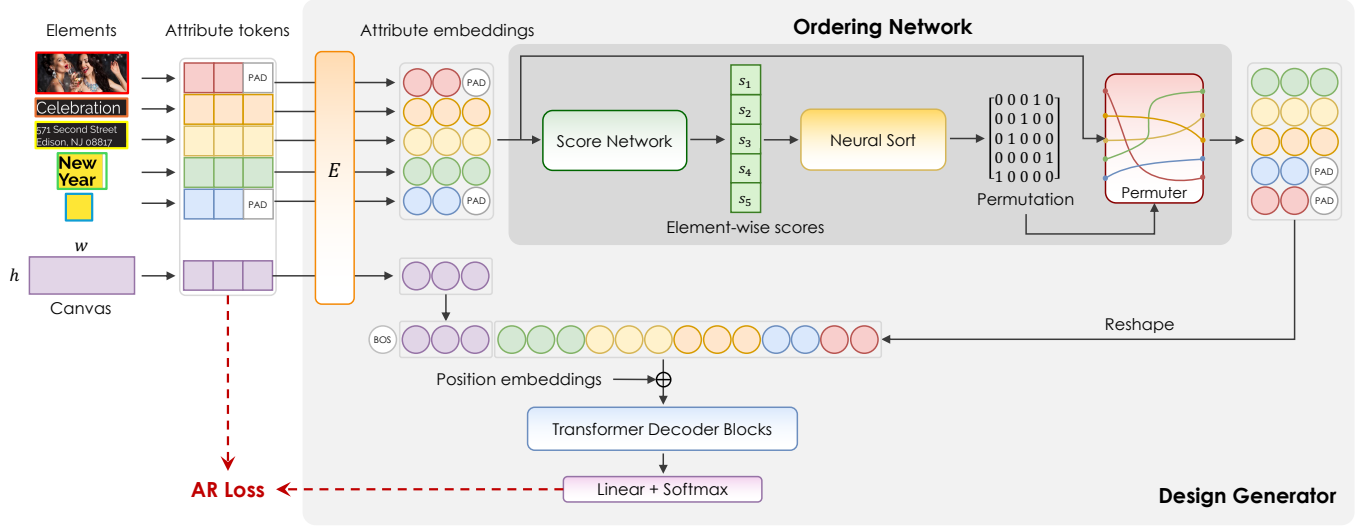 Ordering Network
Elements
Attribute tokens
Attribute embeddings
PAD
PAD
PAD
Celebration
571 Second Street
Edison, NJ 08817
New
Year
PAD
PAD
PAD
PAD
E
Score Network
s1
s2
s3
s4
s5
Element-wise scores
Neural Sort
0 0 0 1 0
0 0 1 0 0
0 1 0 0 0
0 0 0 0 1
1 0 0 0 0
Permutation
Permuter
w
h
Canvas
BOS
Reshape
Position embeddings
Transformer Decoder Blocks
Linear + Softmax
AR Loss
Design Generator